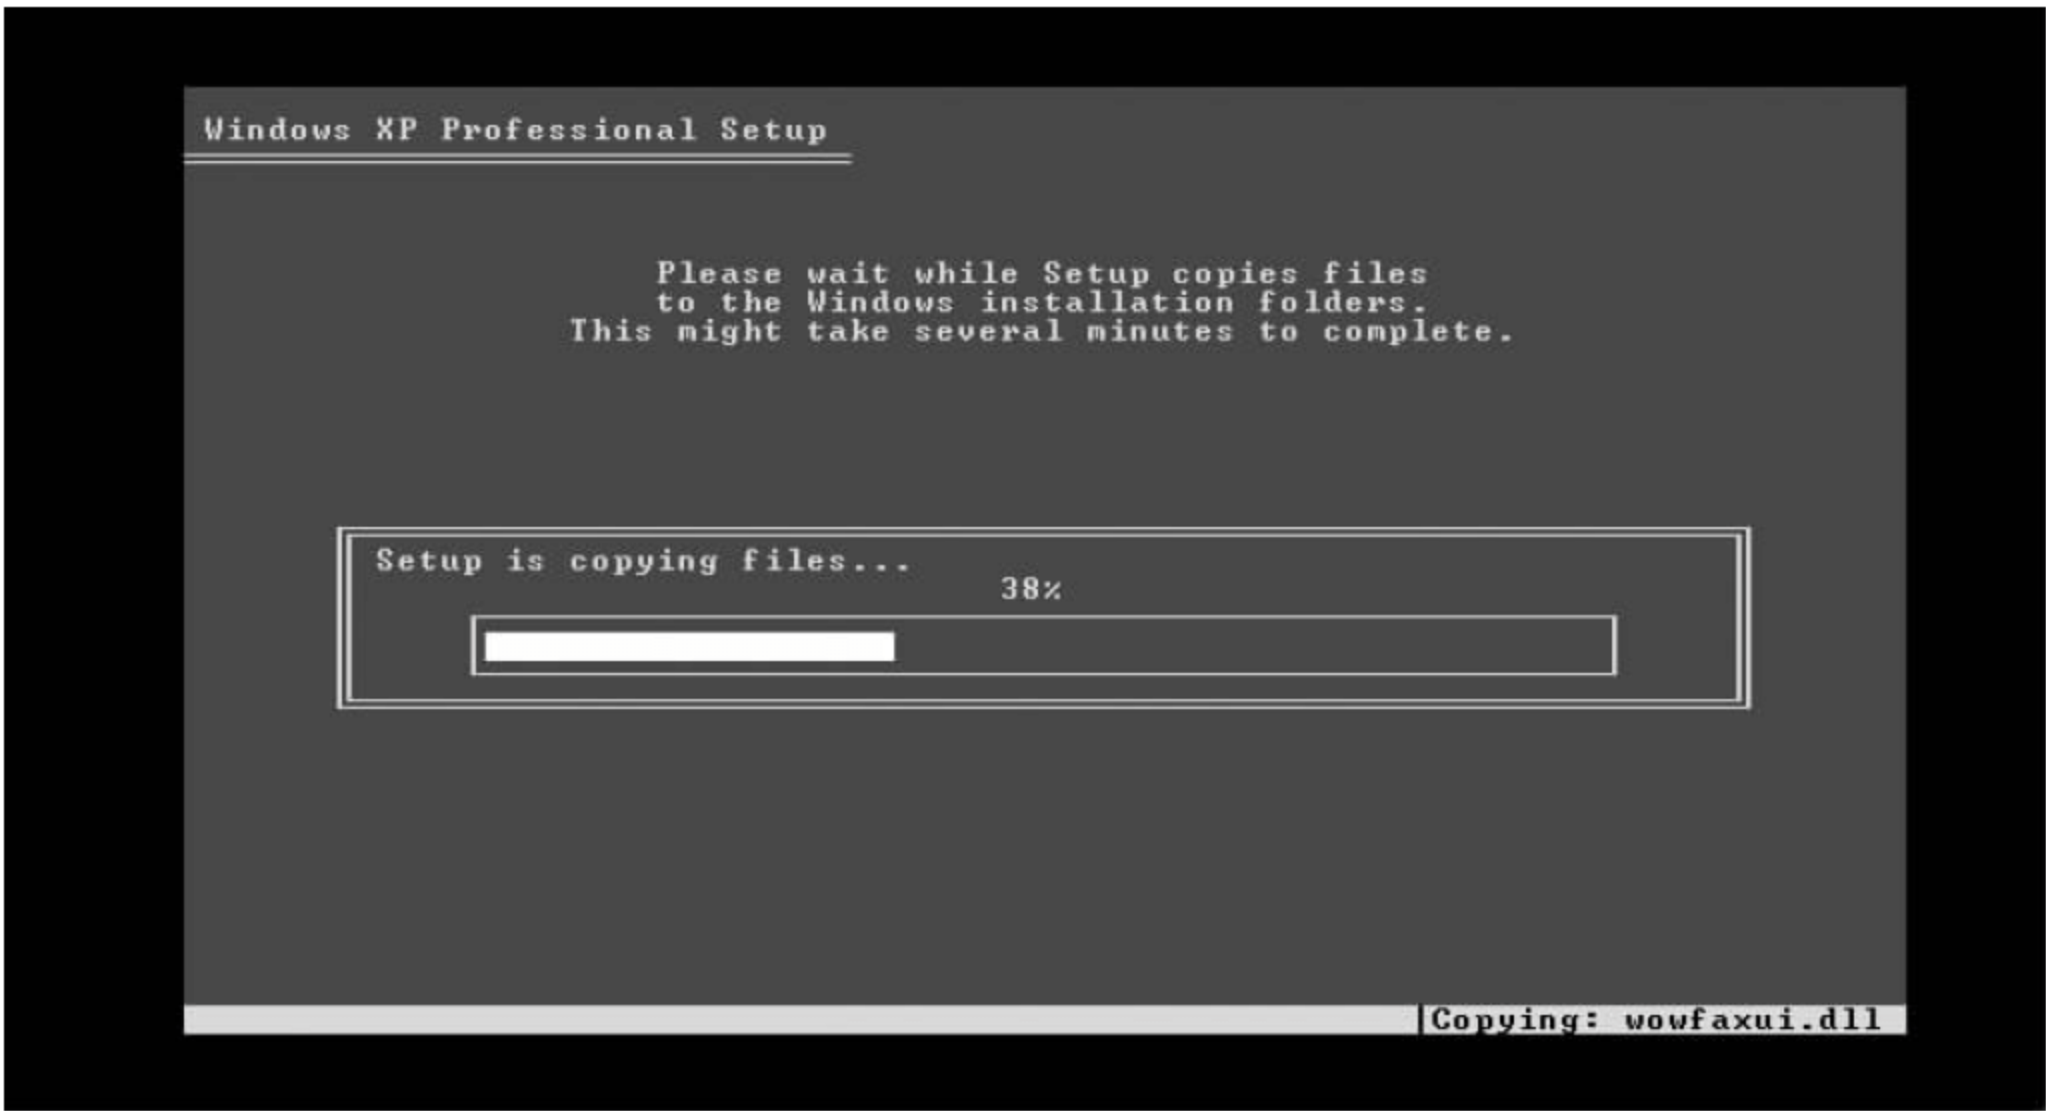 Windows XP Professional Setup
Please wait while Setup copies files
to the Windows installation folders.
This might take several minutes to complete.
Setup is copying files...
38%
Copying: wowfaxui.dll